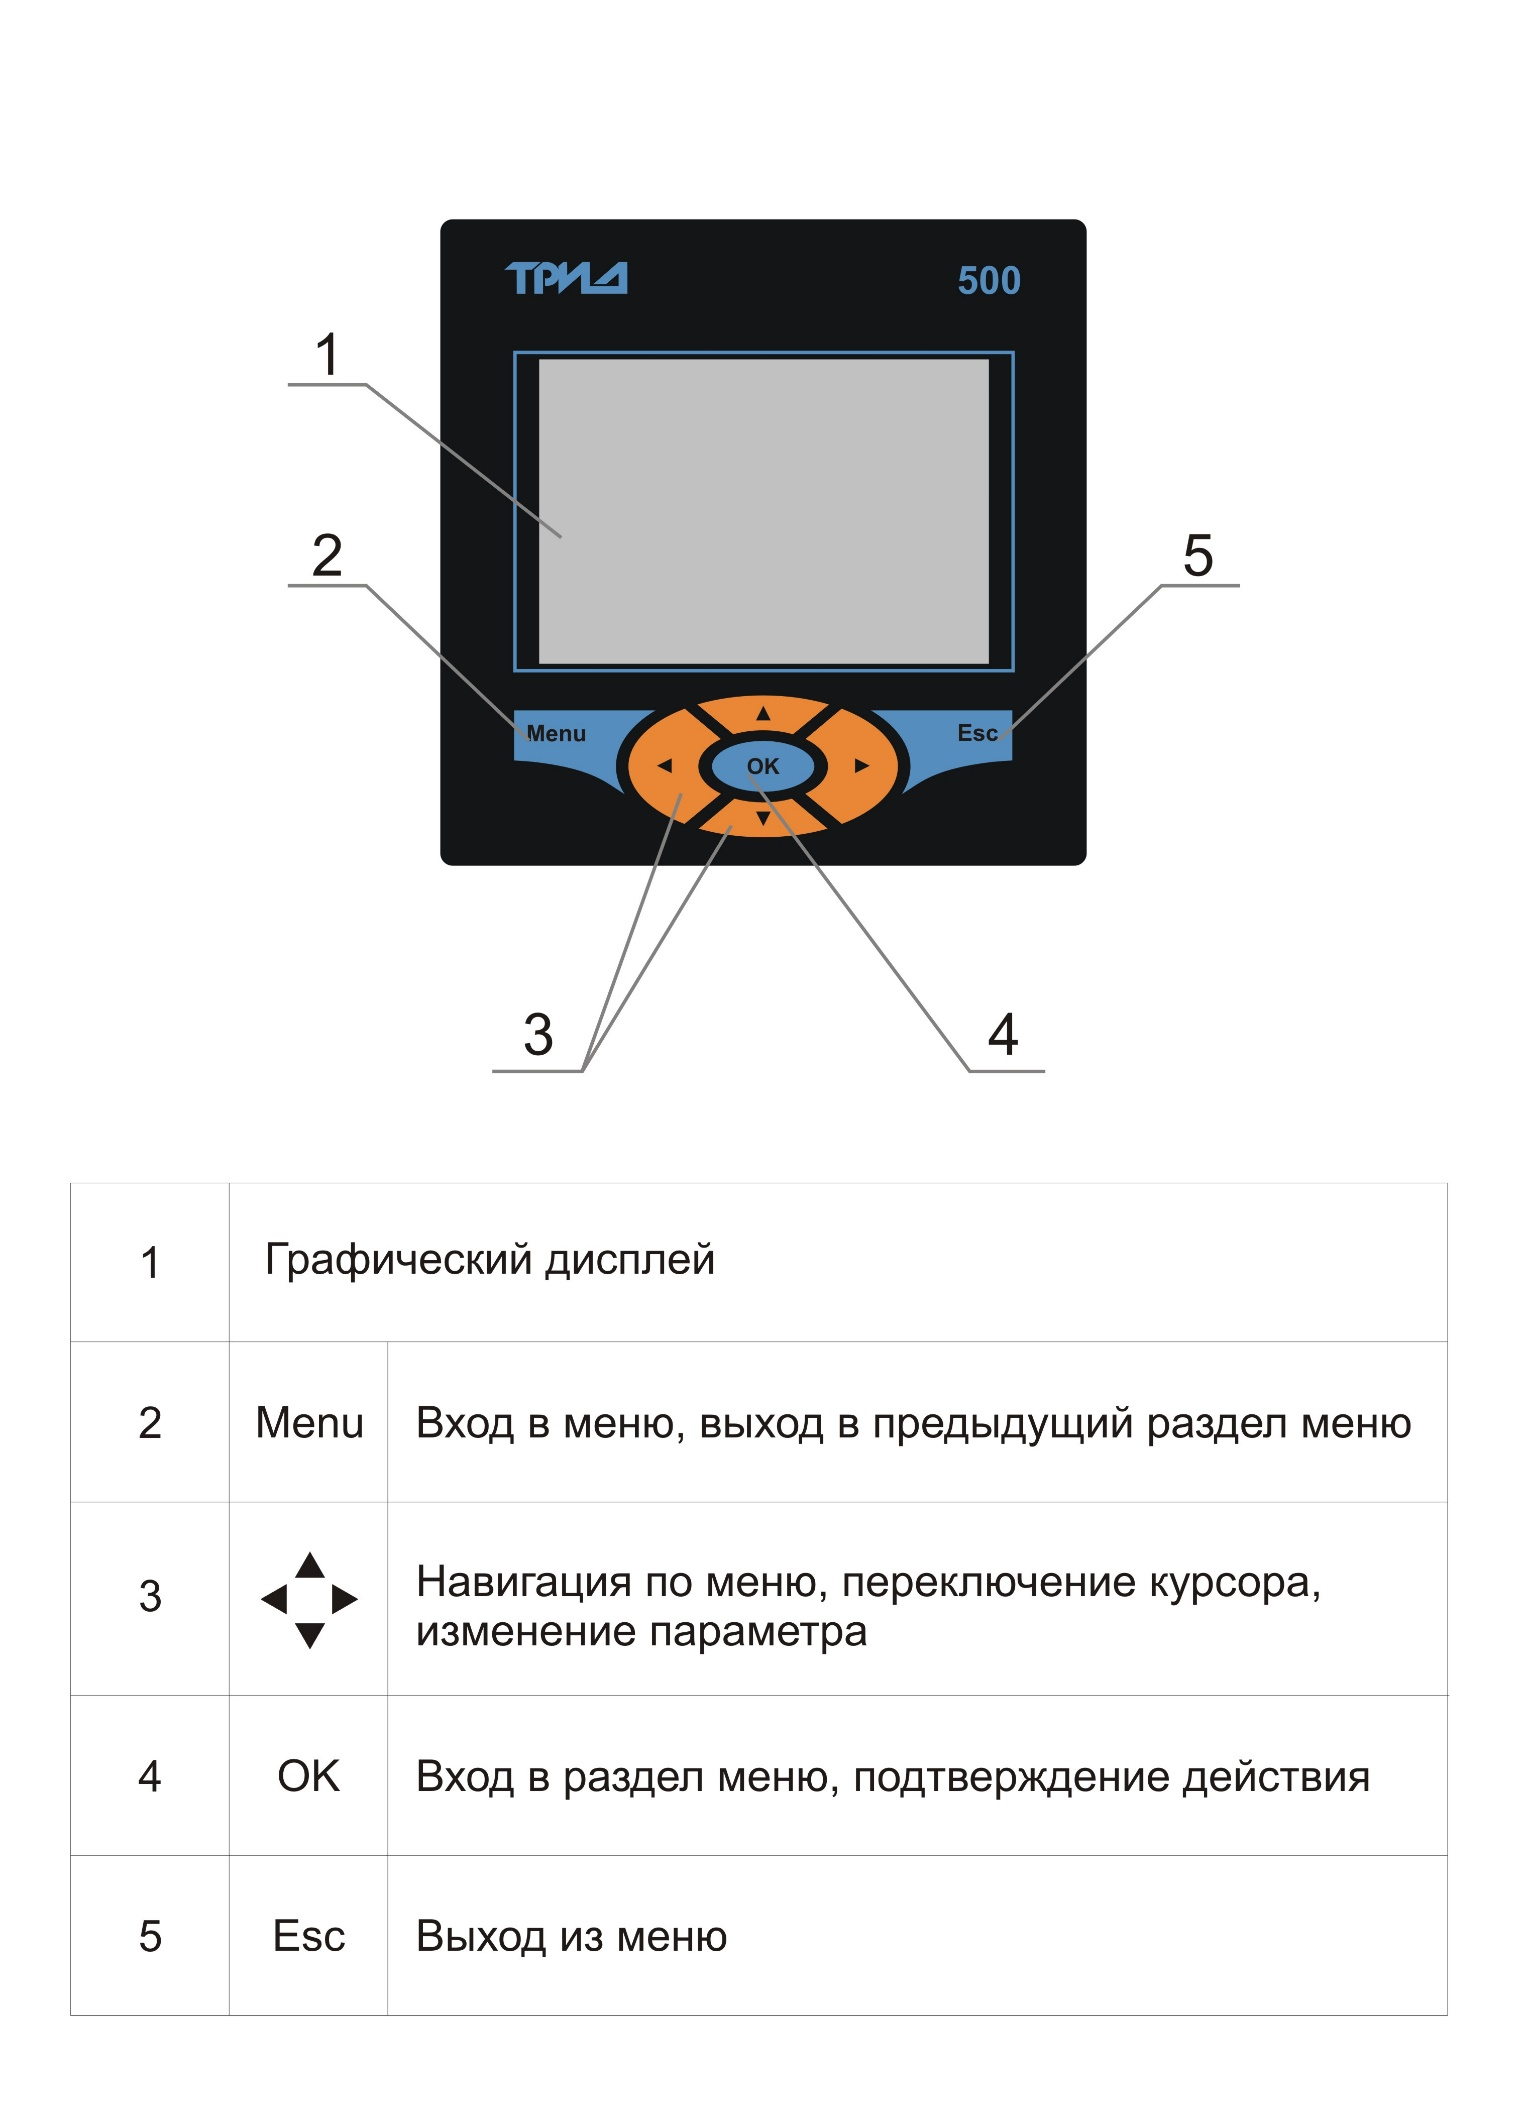 ТРИД
500
1
2
5
Menu
Esc
OK
3
4
1 Графический дисплей
2 Menu Вход в меню, выход в предыдущий раздел меню
3 ▲ ◄ ► ▼ Навигация по меню, переключение курсора,
изменение параметра
4 OK Вход в раздел меню, подтверждение действия
5 Esc Выход из меню